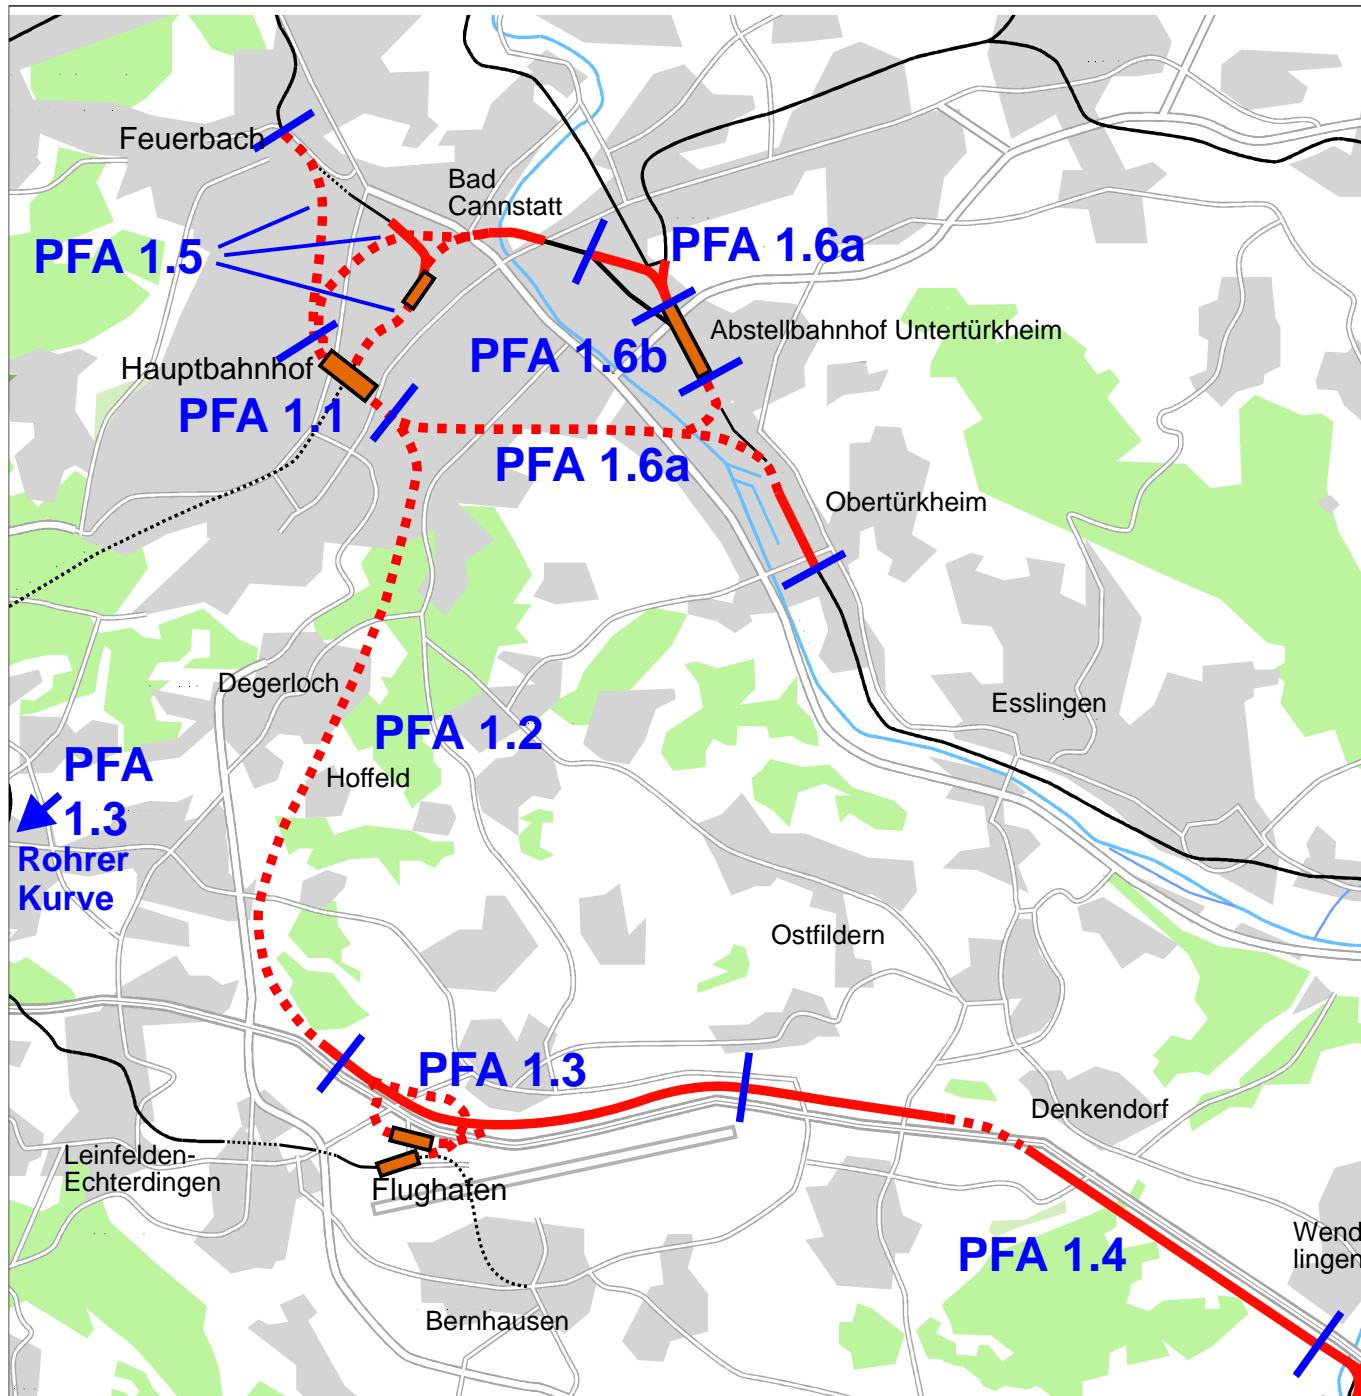 Feuerbach
Bad
Cannstatt
PFA 1.5
PFA 1.6a
Abstellbahnhof Untertürkheim
PFA 1.6b
Hauptbahnhof
PFA 1.1
PFA 1.6a
Obertürkheim
Degerloch
Esslingen
PFA 1.2
PFA
1.3
Rohrer
Kurve
Hoffeld
Ostfildern
PFA 1.3
Denkendorf
Leinfelden-
Echterdingen
Flughafen
Wend
lingen
PFA 1.4
Bernhausen